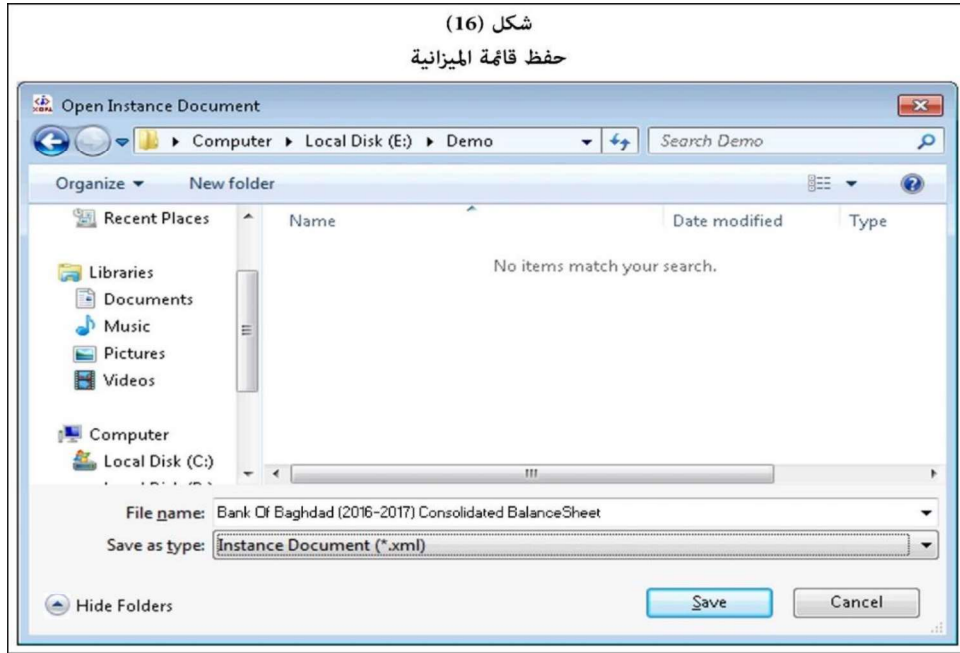 شكل (16)
حفظ قائمة الميزانية
Open Instance Document
Computer Local Disk (E:) Demo Search Demo
Organize New folder
Recent Places
Name Date modified Type
No items match your search.
Libraries
Documents
Music
Pictures
Videos
Computer
Local Disk (C:)
File name: Bank Of Baghdad (2016-2017) Consolidated BalanceSheet
Save as type: Instance Document (*.xml)
Hide Folders Save Cancel